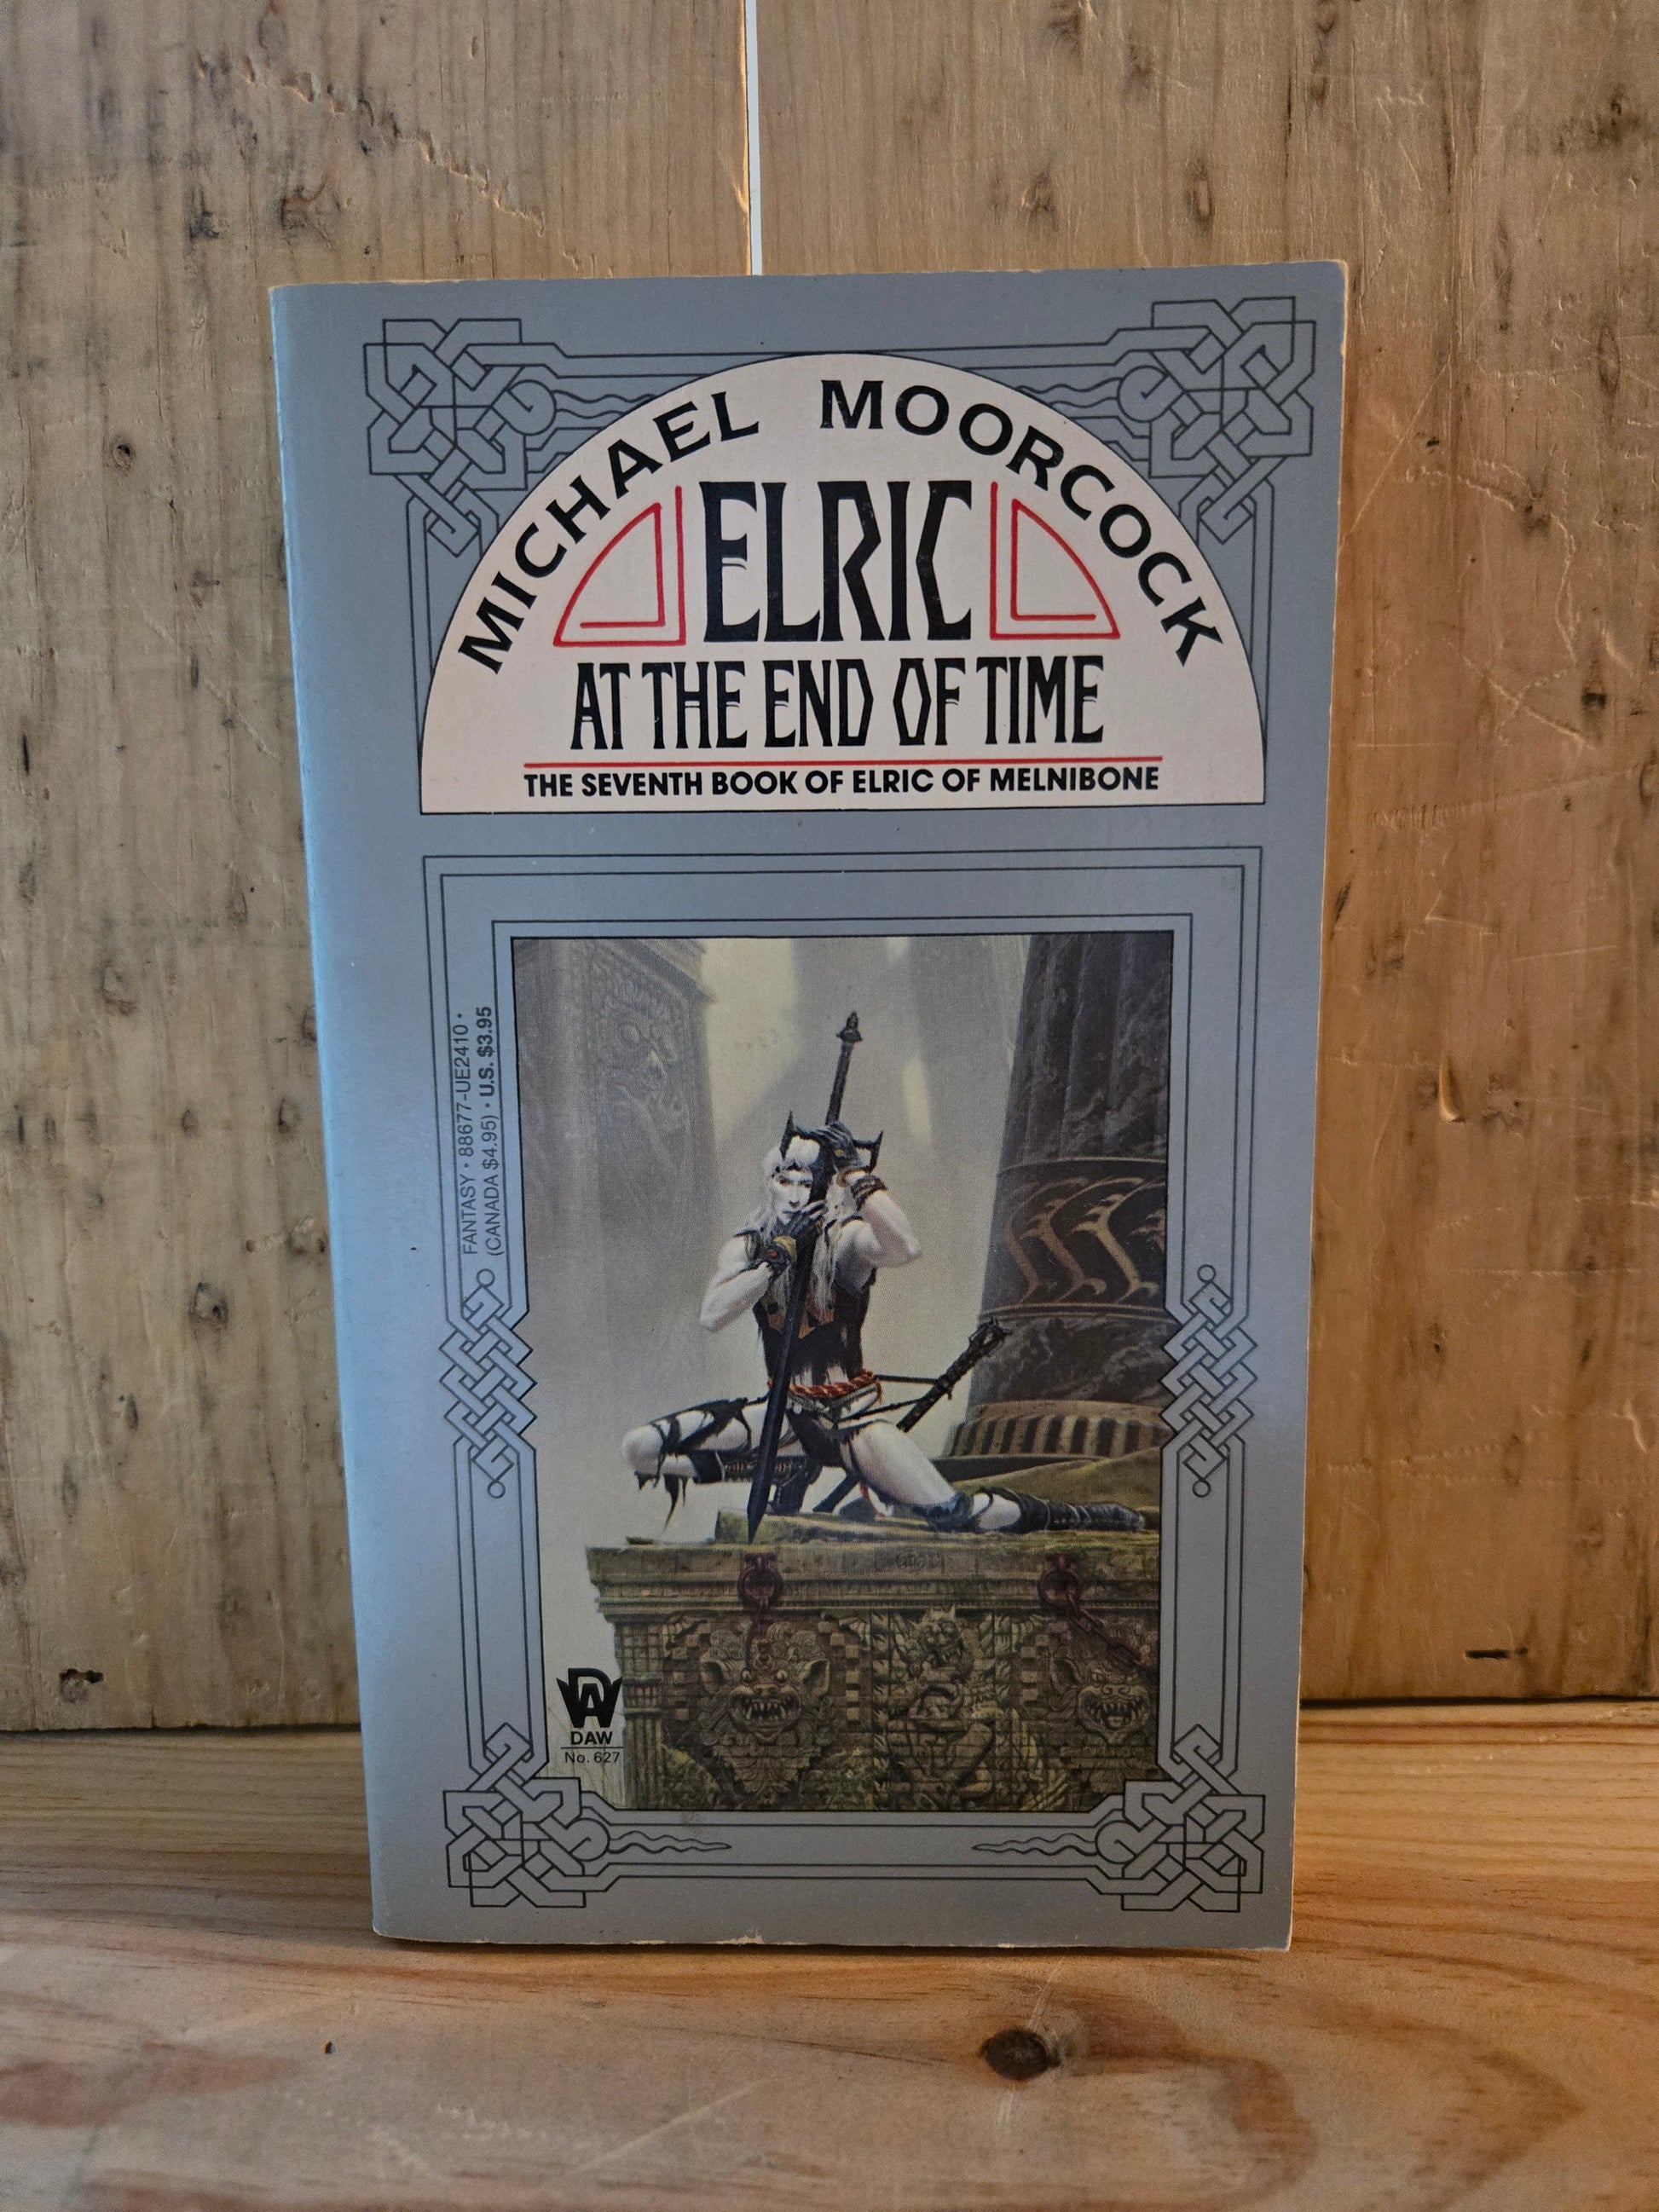 MICHAEL MOORCOCK
ELRIC
AT THE END OF TIME
THE SEVENTH BOOK OF ELRIC OF MELNIBONE
FANTASY • 88677-UE2410 •
(CANADA $4.95) • U.S. $3.95
DAW
No. 627